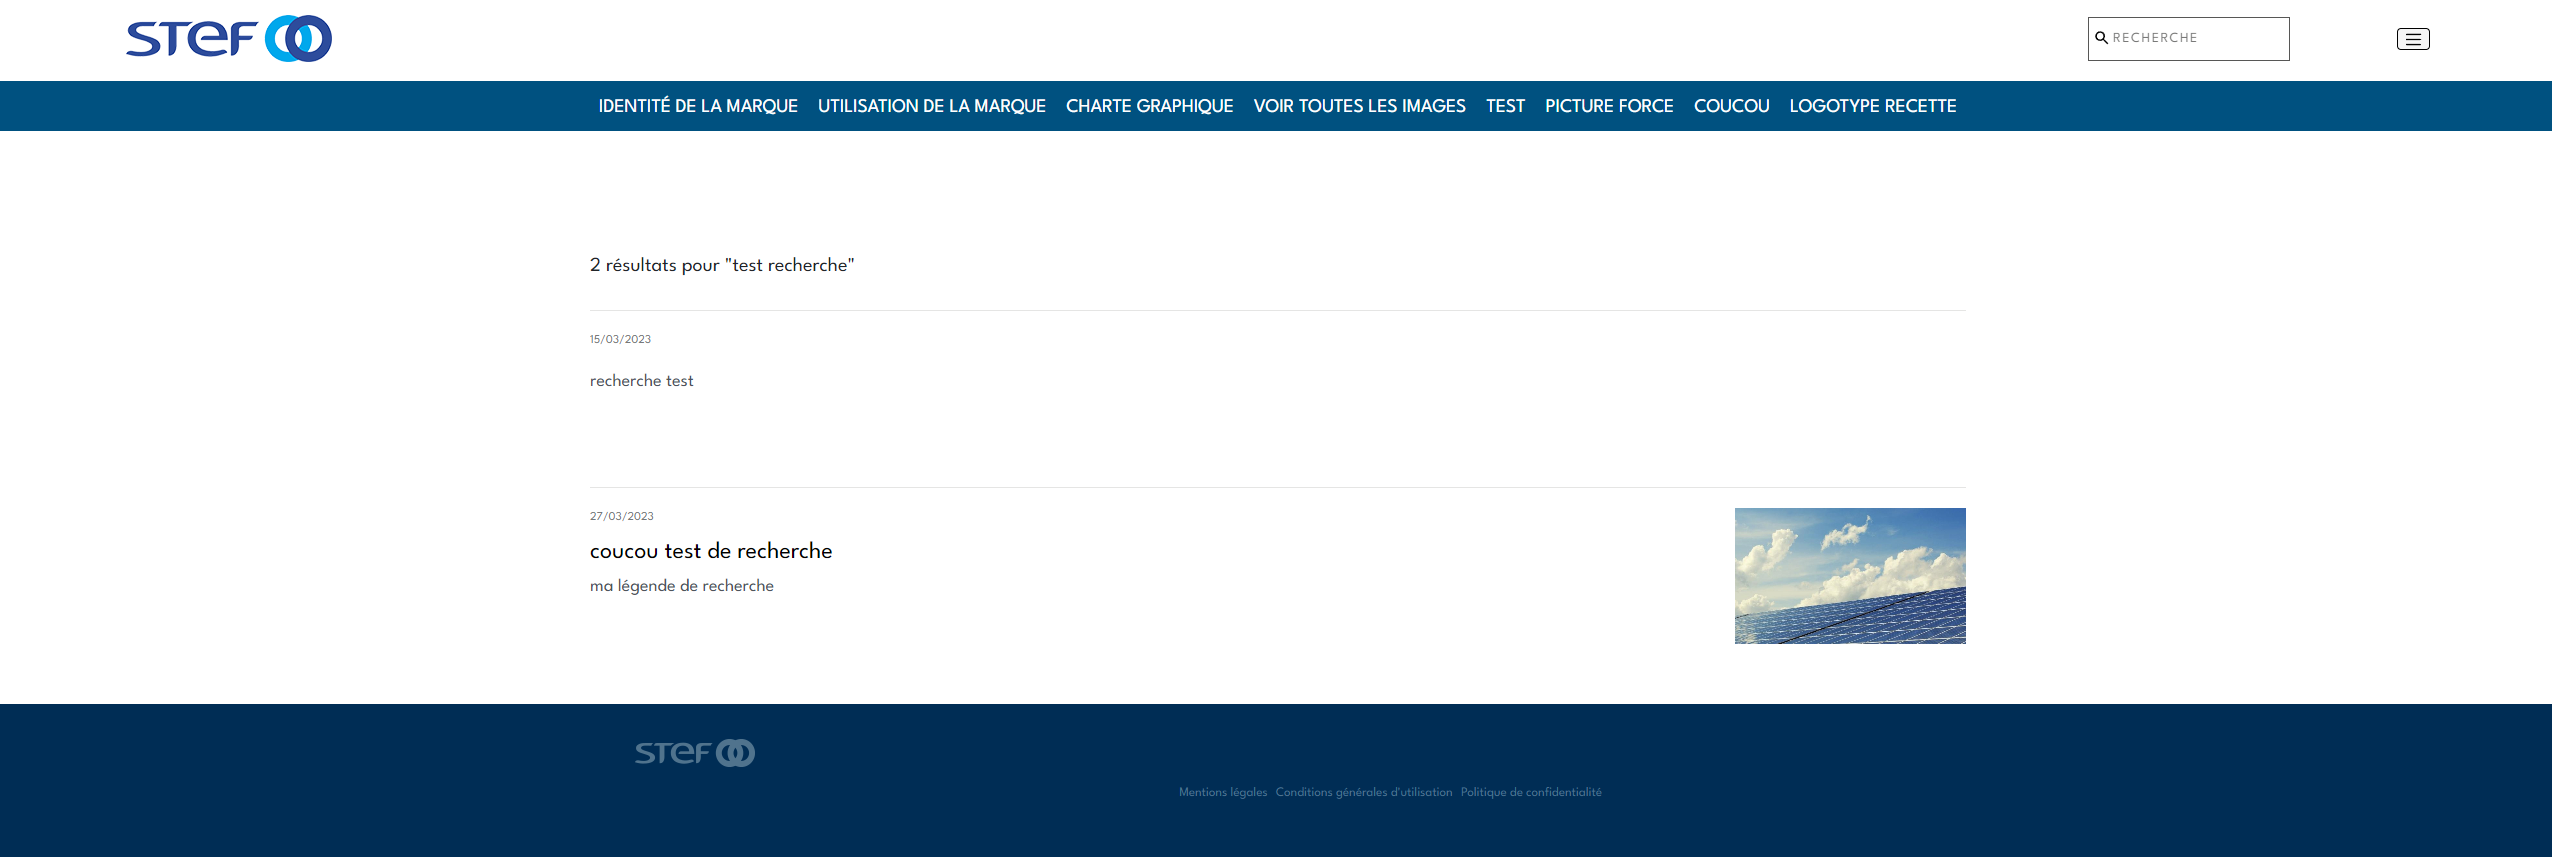 STEF
RECHERCHE
IDENTITÉ DE LA MARQUE UTILISATION DE LA MARQUE CHARTE GRAPHIQUE VOIR TOUTES LES IMAGES TEST PICTURE FORCE COUCOU LOGOTYPE RECETTE
2 résultats pour "test recherche"
15/03/2023
recherche test
27/03/2023
coucou test de recherche
ma légende de recherche
STEF
Mentions légales Conditions générales d'utilisation Politique de confidentialité